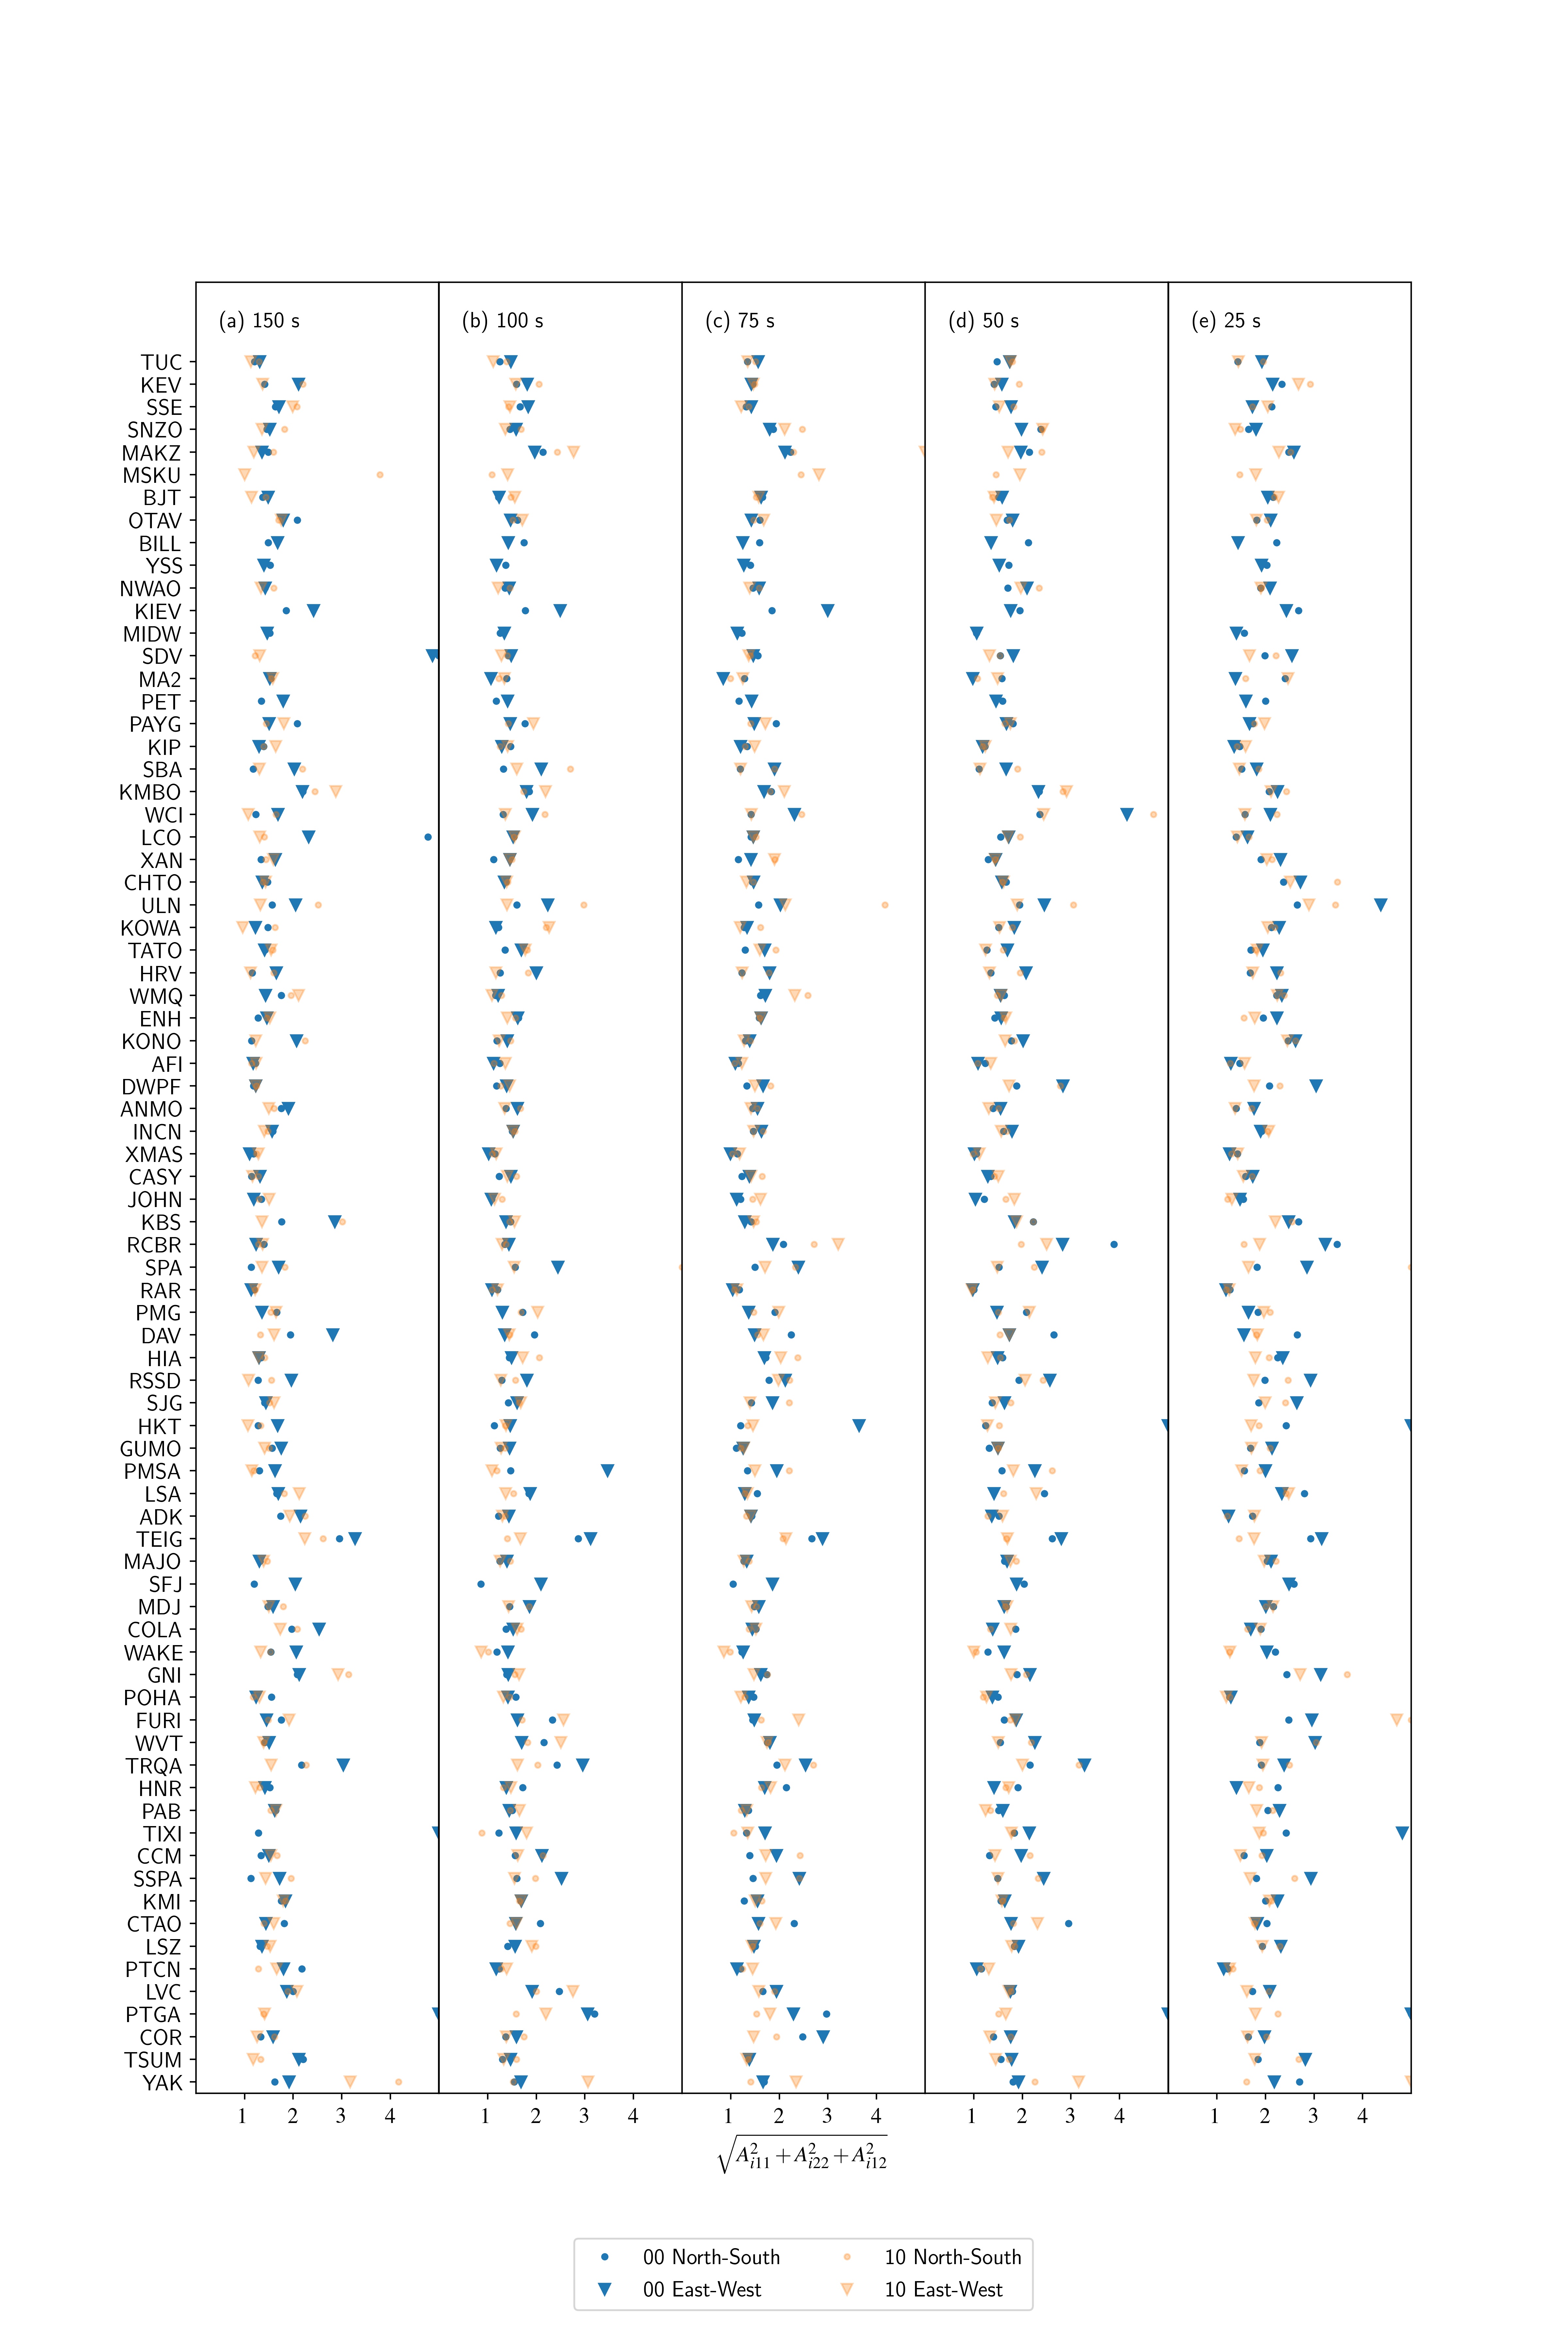 (a) 150 s (b) 100 s (c) 75 s (d) 50 s (e) 25 s
TUC
KEV
SSE
SNZO
MAKZ
MSKU
BJT
OTAV
BILL
YSS
NWAO
KIEV
MIDW
SDV
MA2
PET
PAYG
KIP
SBA
KMBO
WCI
LCO
XAN
CHTO
ULN
KOWA
TATO
HRV
WMQ
ENH
KONO
AFI
DWPF
ANMO
INCN
XMAS
CASY
JOHN
KBS
RCBR
SPA
RAR
PMG
DAV
HIA
RSSD
SJG
HKT
GUMO
PMSA
LSA
ADK
TEIG
MAJO
SFJ
MDJ
COLA
WAKE
GNI
POHA
FURI
WVT
TRQA
HNR
PAB
TIXI
CCM
SSPA
KMI
CTAO
LSZ
PTCN
LVC
PTGA
COR
TSUM
YAK
1 2 3 4 1 2 3 4 1 2 3 4 1 2 3 4 1 2 3 4
√A²ᵢ₁₁ + A²ᵢ₂₂ + A²ᵢ₁₂
00 North-South 10 North-South
00 East-West 10 East-West